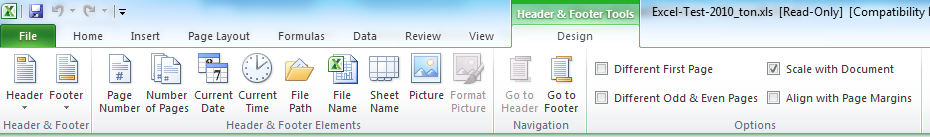 Header & Footer Tools
Excel-Test-2010_ton.xls [Read-Only] [Compatibility
File Home Insert Page Layout Formulas Data Review View Design
Header Footer
Page Number
Number of Pages
Current Date
Current Time
File Path
File Name
Sheet Name
Picture
Format Picture
Go to Header
Go to Footer
Different First Page
Scale with Document
Different Odd & Even Pages
Align with Page Margins
Header & Footer
Header & Footer Elements
Navigation
Options